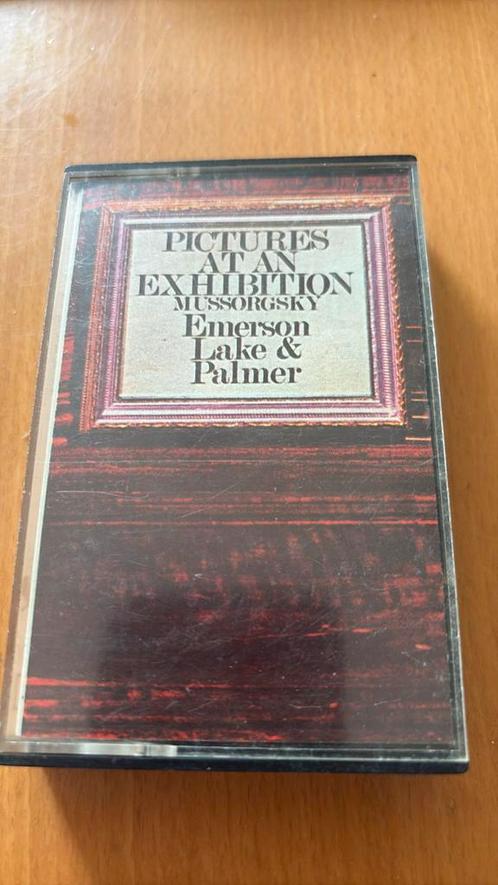 PICTURES
AT AN
EXHIBITION
MUSSORGSKY
Emerson
Lake &
Palmer